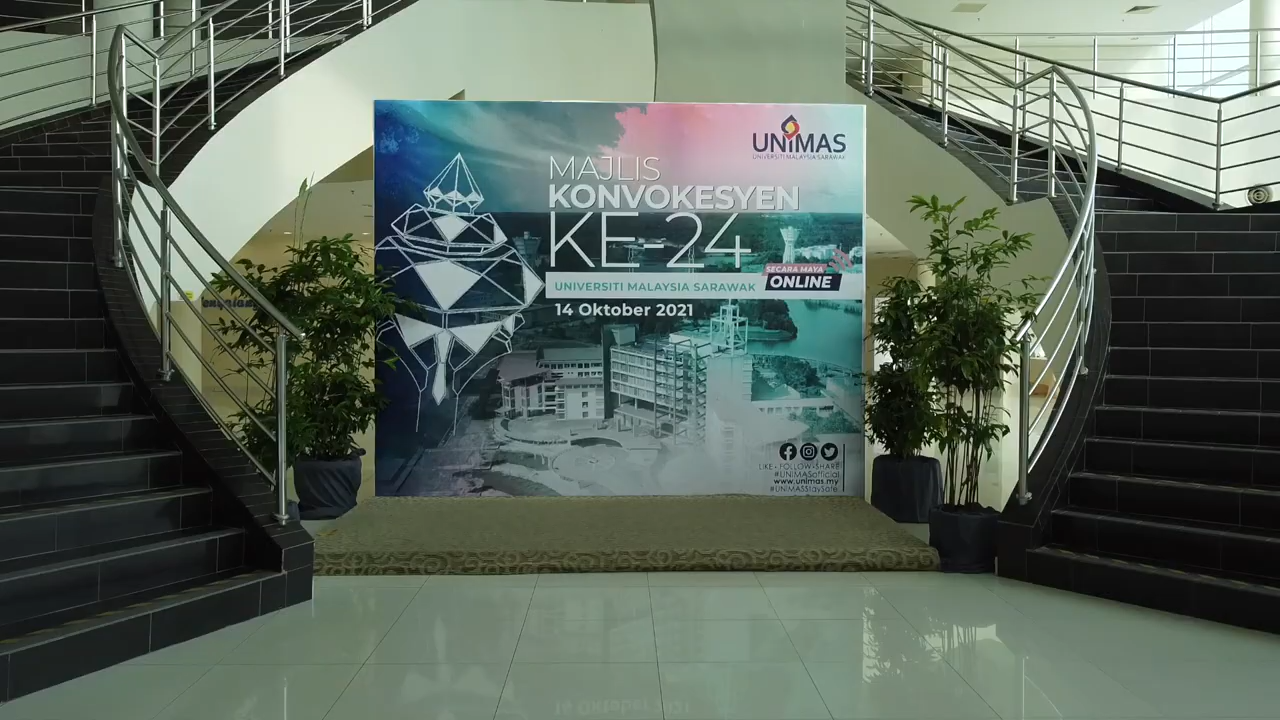 UNIMAS
UNIVERSITI MALAYSIA SARAWAK
MAJLIS
KONVOKESYEN
KE-24
SECARA MAYA
UNIVERSITI MALAYSIA SARAWAK
ONLINE
14 Oktober 2021
LIKE • FOLLOW • SHARE
#UNIMASofficial
www.unimas.my
#UNIMASStaySafe